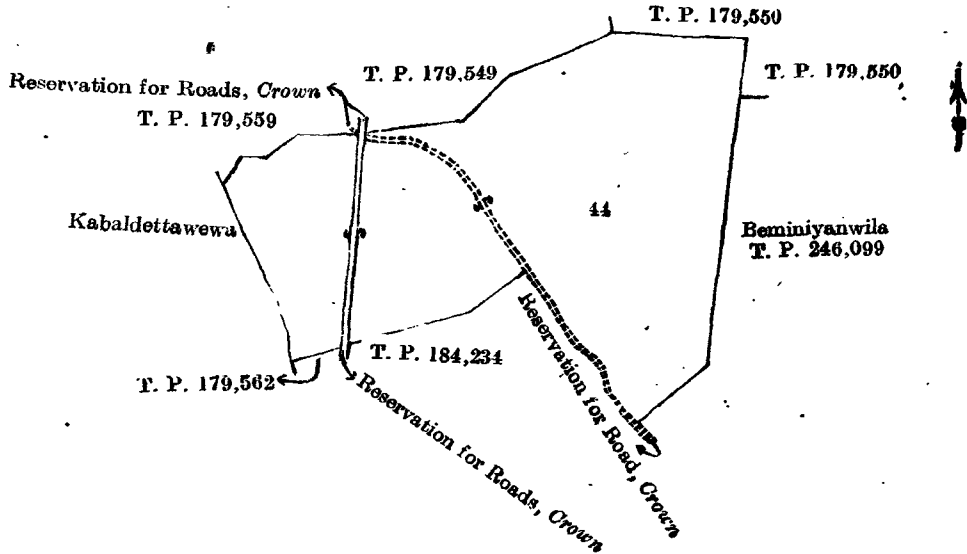 T. P. 179,550
T. P. 179,549
T. P. 179,550
Reservation for Roads, Crown
T. P. 179,559
44
Kabaldettawewa
Beminiyanwila
T. P. 246,099
Reservation for Road, Crown
T. P. 184,234
T. P. 179,562
Reservation for Roads, Crown